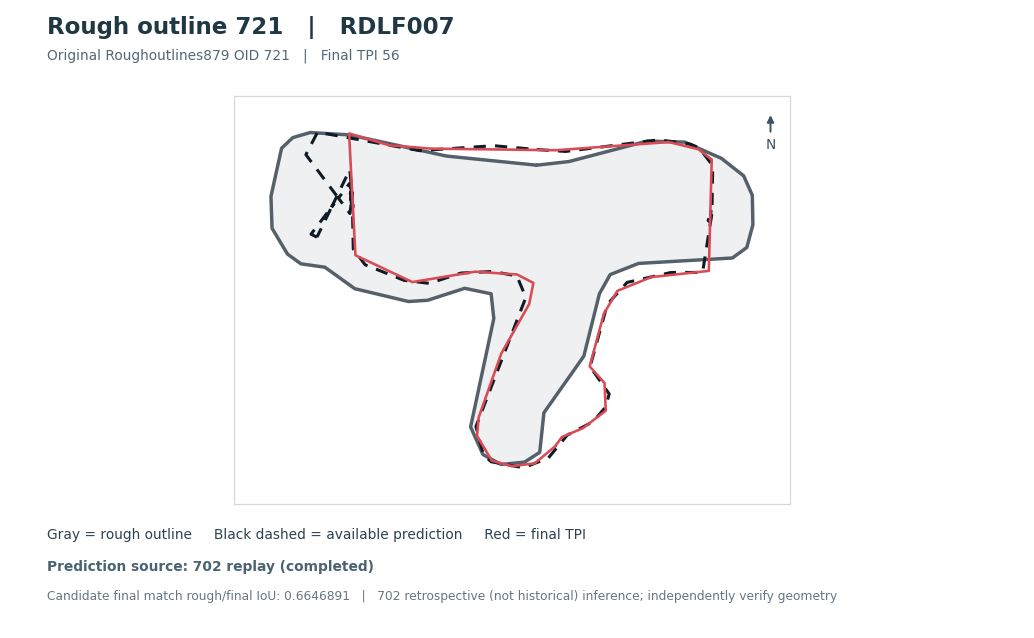 Rough outline 721   |   RDLF007
Original Roughoutlines879 OID 721   |   Final TPI 56
N
Gray = rough outline     Black dashed = available prediction     Red = final TPI
Prediction source: 702 replay (completed)
Candidate final match rough/final IoU: 0.6646891   |   702 retrospective (not historical) inference; independently verify geometry